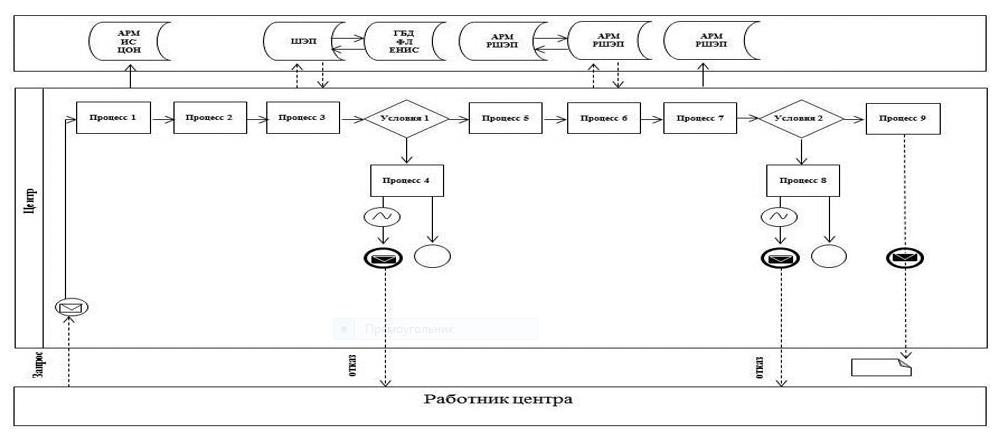 АРМ
ИС
ЦОН
ШЭП
ГБД
ФЛ
ЕНИС
АРМ
РШЭП
АРМ
РШЭП
АРМ
РШЭП
Центр
Процесс 1
Процесс 2
Процесс 3
Условия 1
Процесс 5
Процесс 6
Процесс 7
Условия 2
Процесс 9
Процесс 4
Процесс 8
Прямоугольник
Запрос
отказ
отказ
Работник центра